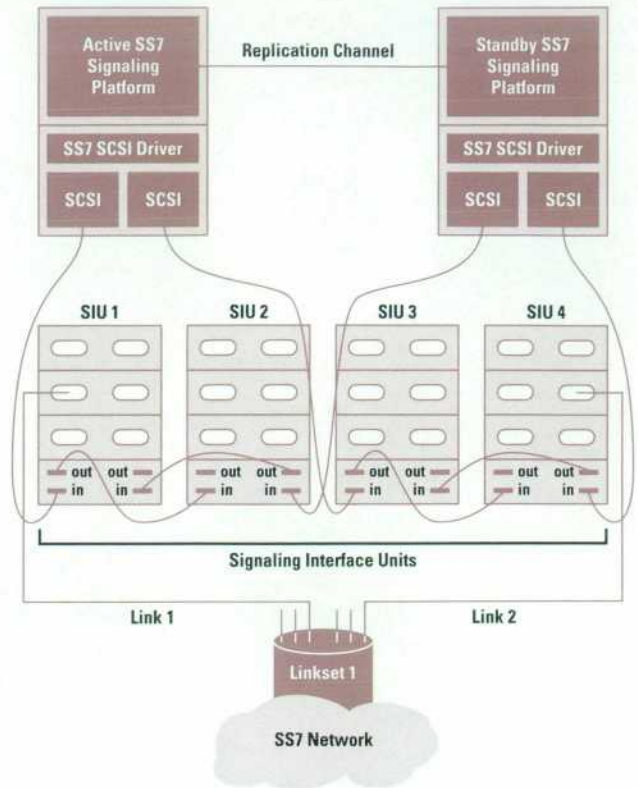 Active SS7
Signaling
Platform
Replication Channel
Standby SS7
Signaling
Platform
SS7 SCSI Driver
SS7 SCSI Driver
SCSI
SCSI
SCSI
SCSI
SIU 1
SIU 2
SIU 3
SIU 4
out out
in in
out out
in in
out out
in in
out out
in in
Signaling Interface Units
Link 1
Link 2
Linkset 1
SS7 Network